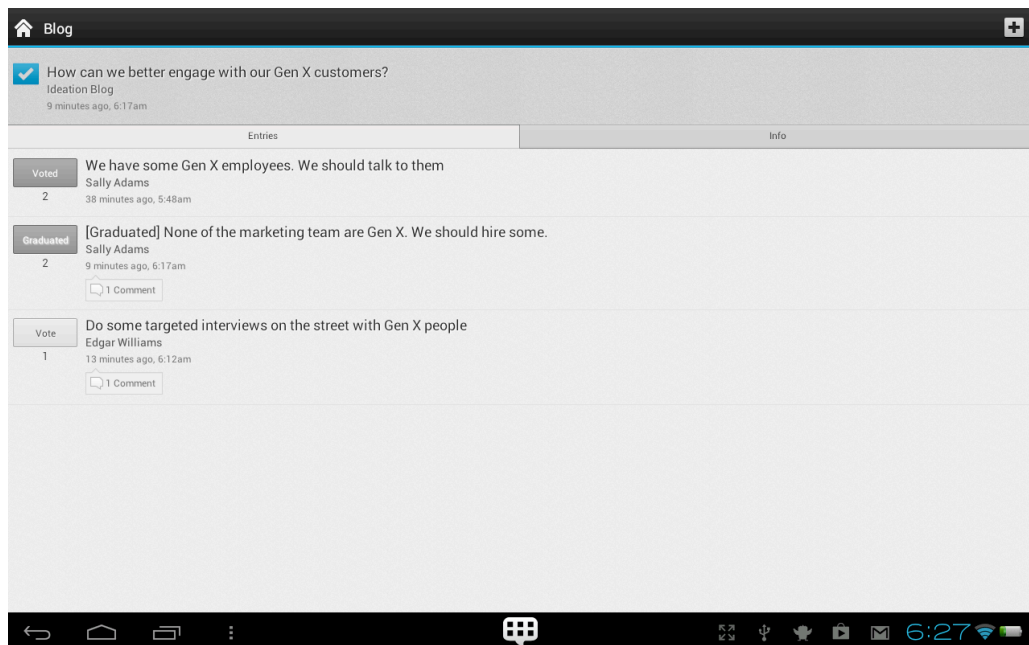 Blog
How can we better engage with our Gen X customers?
Ideation Blog
9 minutes ago, 6:17am
Entries
Info
Voted
2
We have some Gen X employees. We should talk to them
Sally Adams
38 minutes ago, 5:48am
Graduated
2
[Graduated] None of the marketing team are Gen X. We should hire some.
Sally Adams
9 minutes ago, 6:17am
1 Comment
Vote
1
Do some targeted interviews on the street with Gen X people
Edgar Williams
13 minutes ago, 6:12am
1 Comment
6:27